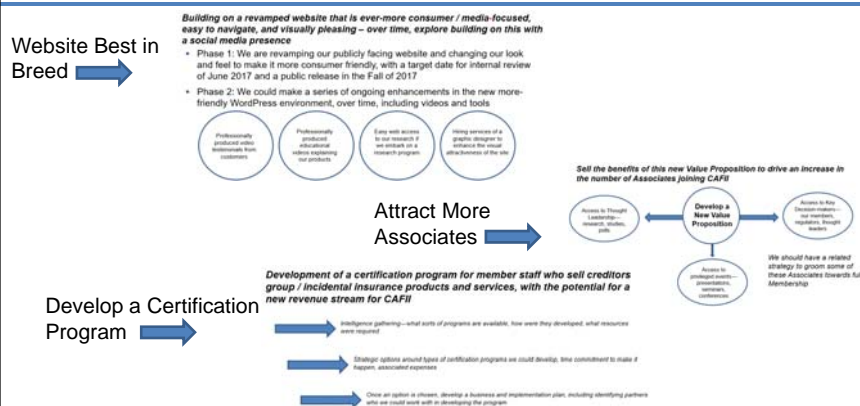 Building on a revamped website that is ever-more consumer / media-focused,
easy to navigate, and visually pleasing – over time, explore building on this with
a social media presence
Website Best in
Breed
• Phase 1: We are revamping our publicly facing website and changing our look
and feel to make it more consumer friendly, with a target date for internal review
of June 2017 and a public release in the Fall of 2017
• Phase 2: We could make a series of ongoing enhancements in the new more-
friendly WordPress environment, over time, including videos and tools
Professionally
produced video
testimonials from
customers
Professionally
produced
educational
videos explaining
our products
Easy web access
to our research if
we embark on a
research program
Hiring services of a
graphic designer to
enhance the visual
attractiveness of the site
Sell the benefits of this new Value Proposition to drive an increase in
the number of Associates joining CAFII
Attract More
Associates
Access to Thought
Leadership—
research, studies,
polls
Develop a
New Value
Proposition
Access to Key
Decision-makers—
our members,
regulators, thought
leaders
Access to
privileged events—
presentations,
seminars,
conferences
We should have a related
strategy to groom some of
these Associates towards full
Membership
Development of a certification program for member staff who sell creditors
group / incidental insurance products and services, with the potential for a
new revenue stream for CAFII
Develop a Certification
Program
Intelligence gathering—what sorts of programs are available, how were they developed, what resources
were required
Strategic options around types of certification programs we could develop, time commitment to make it
happen, associated expenses
Once an option is chosen, develop a business and implementation plan, including identifying partners
who we could work with in developing the program